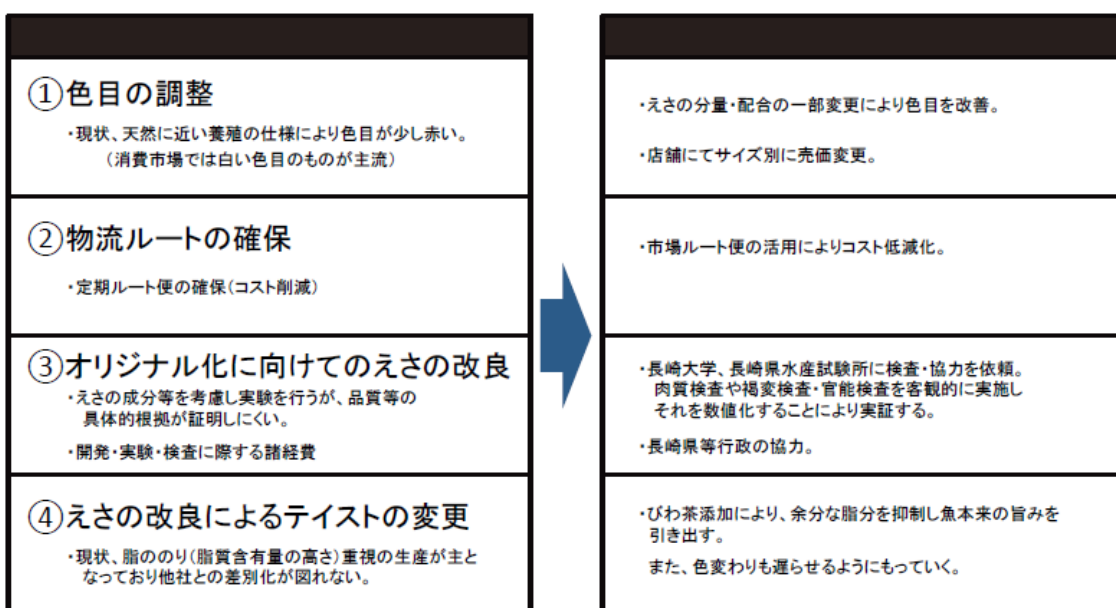 ①色目の調整
・現状、天然に近い養殖の仕様により色目が少し赤い。
（消費市場では白い色目のものが主流）
・えさの分量・配合の一部変更により色目を改善。
・店舗にてサイズ別に売価変更。
②物流ルートの確保
・定期ルート便の確保（コスト削減）
・市場ルート便の活用によりコスト低減化。
③オリジナル化に向けてのえさの改良
・えさの成分等を考慮し実験を行うが、品質等の
具体的根拠が証明しにくい。
・開発・実験・検査に際する諸経費
・長崎大学、長崎県水産試験所に検査・協力を依頼。
肉質検査や褐変検査・官能検査を客観的に実施し
それを数値化することにより実証する。
・長崎県等行政の協力。
④えさの改良によるテイストの変更
・現状、脂ののり（脂質含有量の高さ）重視の生産が主と
なっており他社との差別化が図れない。
・びわ茶添加により、余分な脂分を抑制し魚本来の旨みを
引き出す。
また、色変わりも遅らせるようにもっていく。